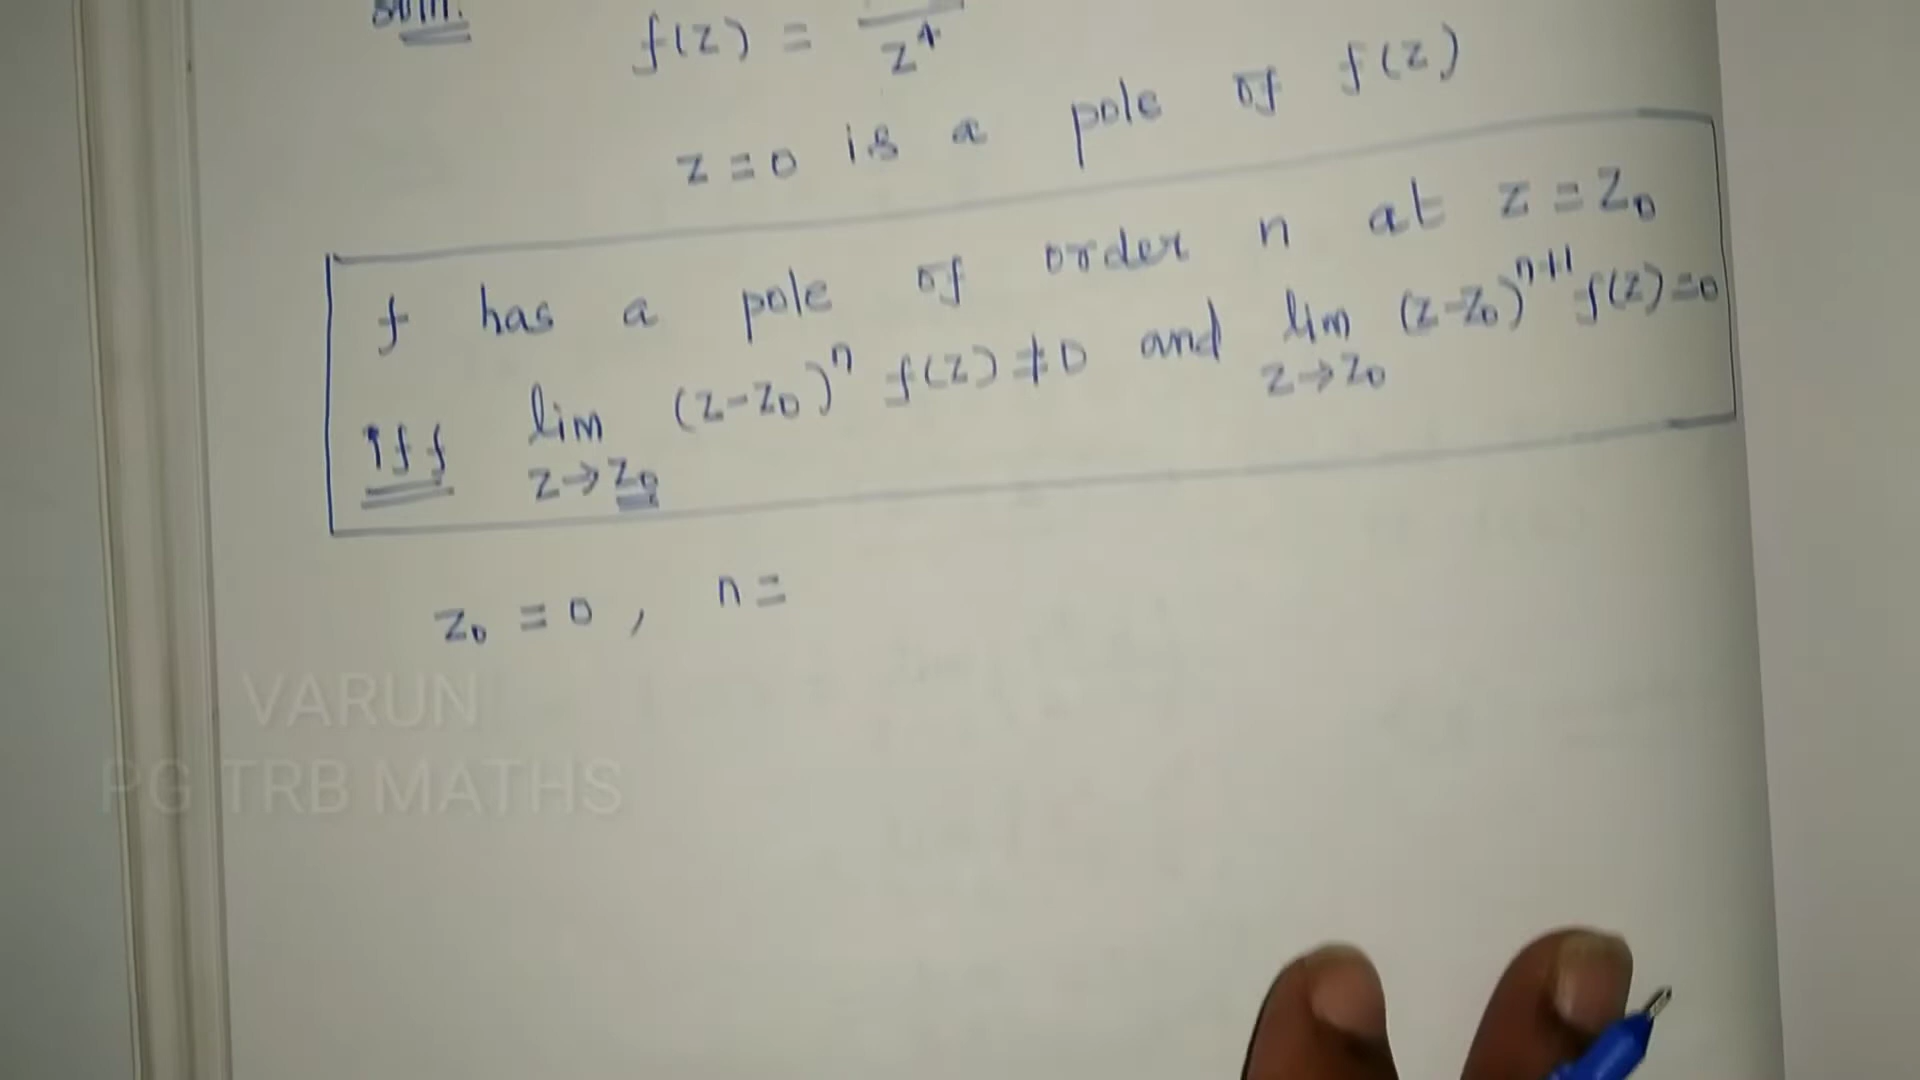 Soln.
f(z) = ――/z⁴
z=0 is a pole of f(z)
f has a pole of order n at z=z₀
iff lim z→z₀ (z-z₀)ⁿ f(z)≠0 and lim z→z₀ (z-z₀)ⁿ⁺¹ f(z)=0
z₀ = 0, n=
VARUN
PG TRB MATHS